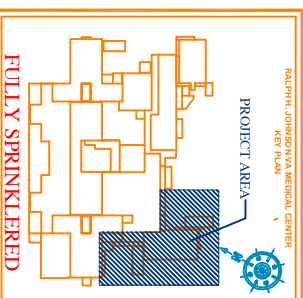 RALPH H. JOHNSON VA MEDICAL CENTER
KEY PLAN
PROJECT AREA
N
FULLY SPRINKLERED